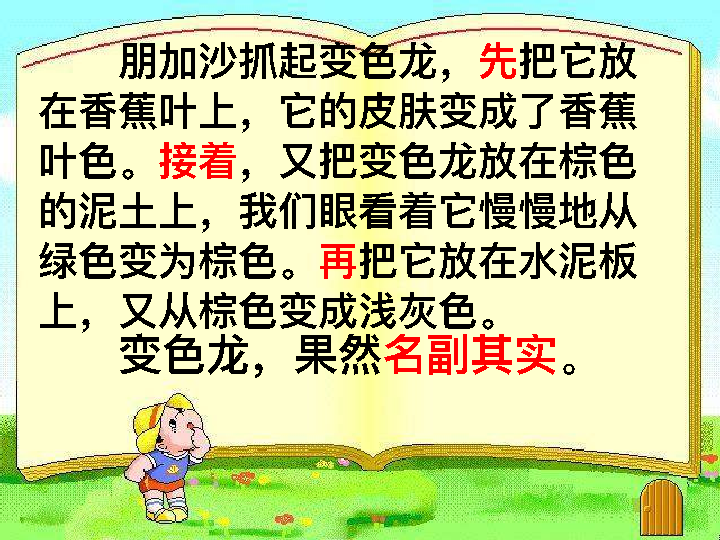 朋加沙抓起变色龙，先把它放
在香蕉叶上，它的皮肤变成了香蕉
叶色。接着，又把变色龙放在棕色
的泥土上，我们眼看着它慢慢地从
绿色变为棕色。再把它放在水泥板
上，又从棕色变成浅灰色。
变色龙，果然名副其实。